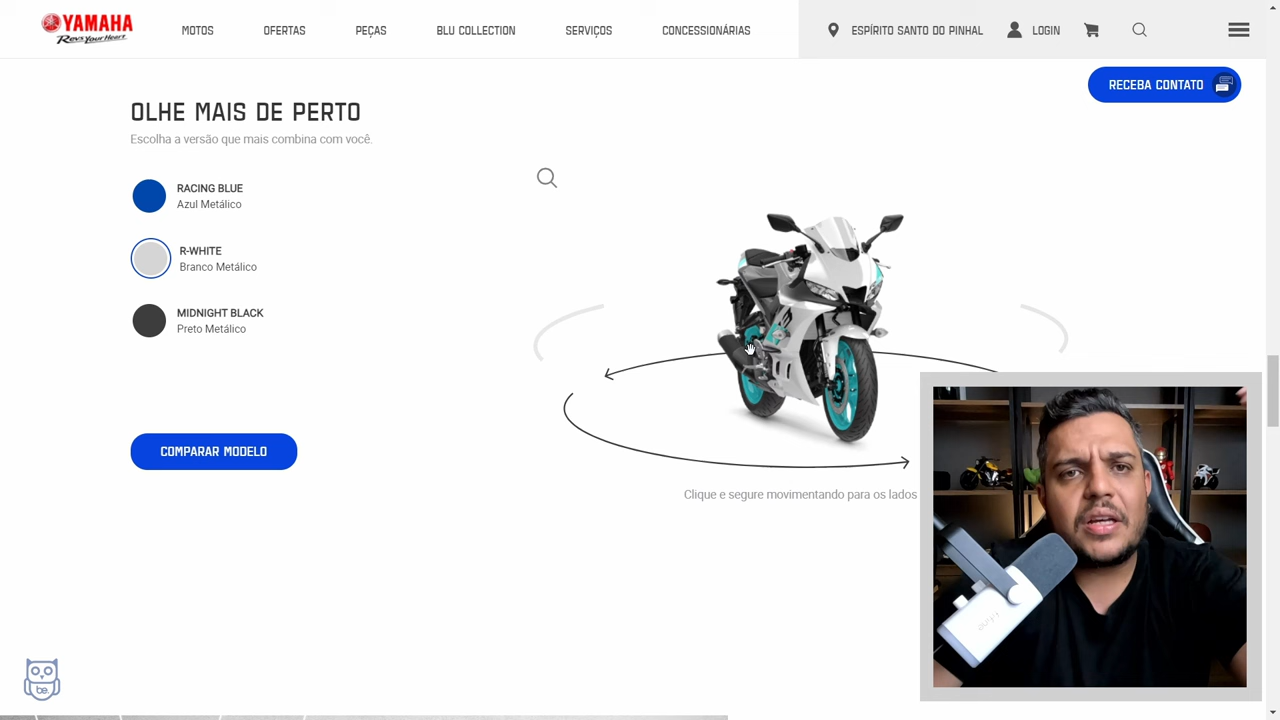 YAMAHA
Revs Your Heart
MOTOS
OFERTAS
PEÇAS
BLU COLLECTION
SERVIÇOS
CONCESSIONÁRIAS
ESPÍRITO SANTO DO PINHAL
LOGIN
RECEBA CONTATO
OLHE MAIS DE PERTO
Escolha a versão que mais combina com você.
RACING BLUE
Azul Metálico
R-WHITE
Branco Metálico
MIDNIGHT BLACK
Preto Metálico
COMPARAR MODELO
Clique e segure movimentando para os lados
be.